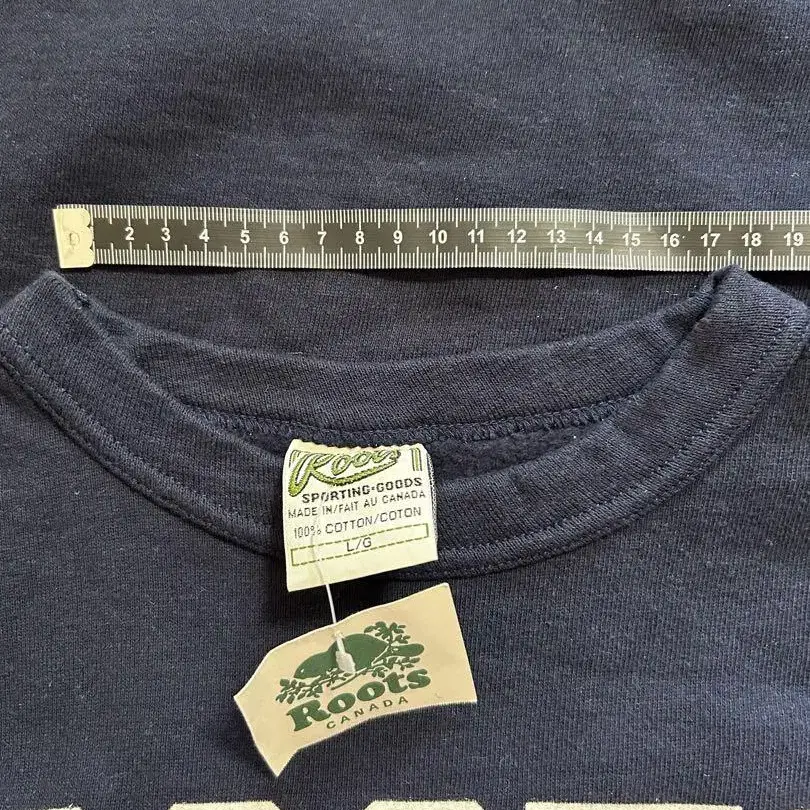 2 3 4 5 6 7 8 9 10 11 12 13 14 15 16 17 18 19
Roots
SPORTING-GOODS
MADE IN/FAIT AU CANADA
100% COTTON/COTON
L/G
Roots
CANADA